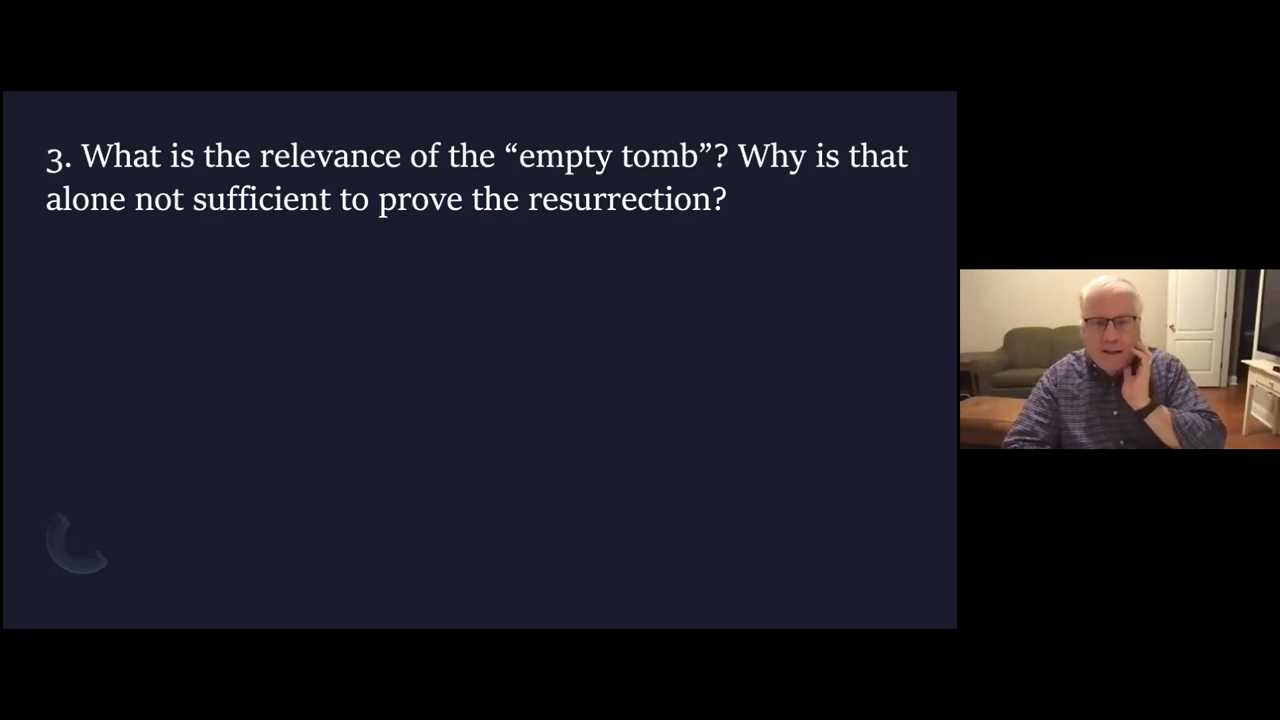 3. What is the relevance of the “empty tomb”? Why is that
alone not sufficient to prove the resurrection?